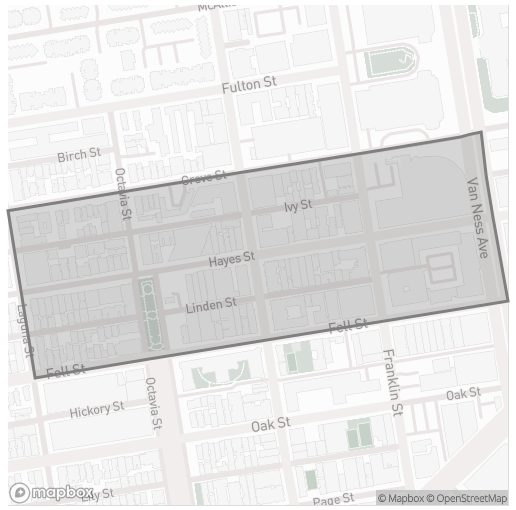 McAllis
Fulton St
Birch St
Grove St
Octavia St
Ivy St
Van Ness Ave
Hayes St
Linden St
Laguna St
Fell St
Fell St
Octavia St
Franklin St
Hickory St
Oak St
Oak St
Lily St
Page St
mapbox
© Mapbox © OpenStreetMap